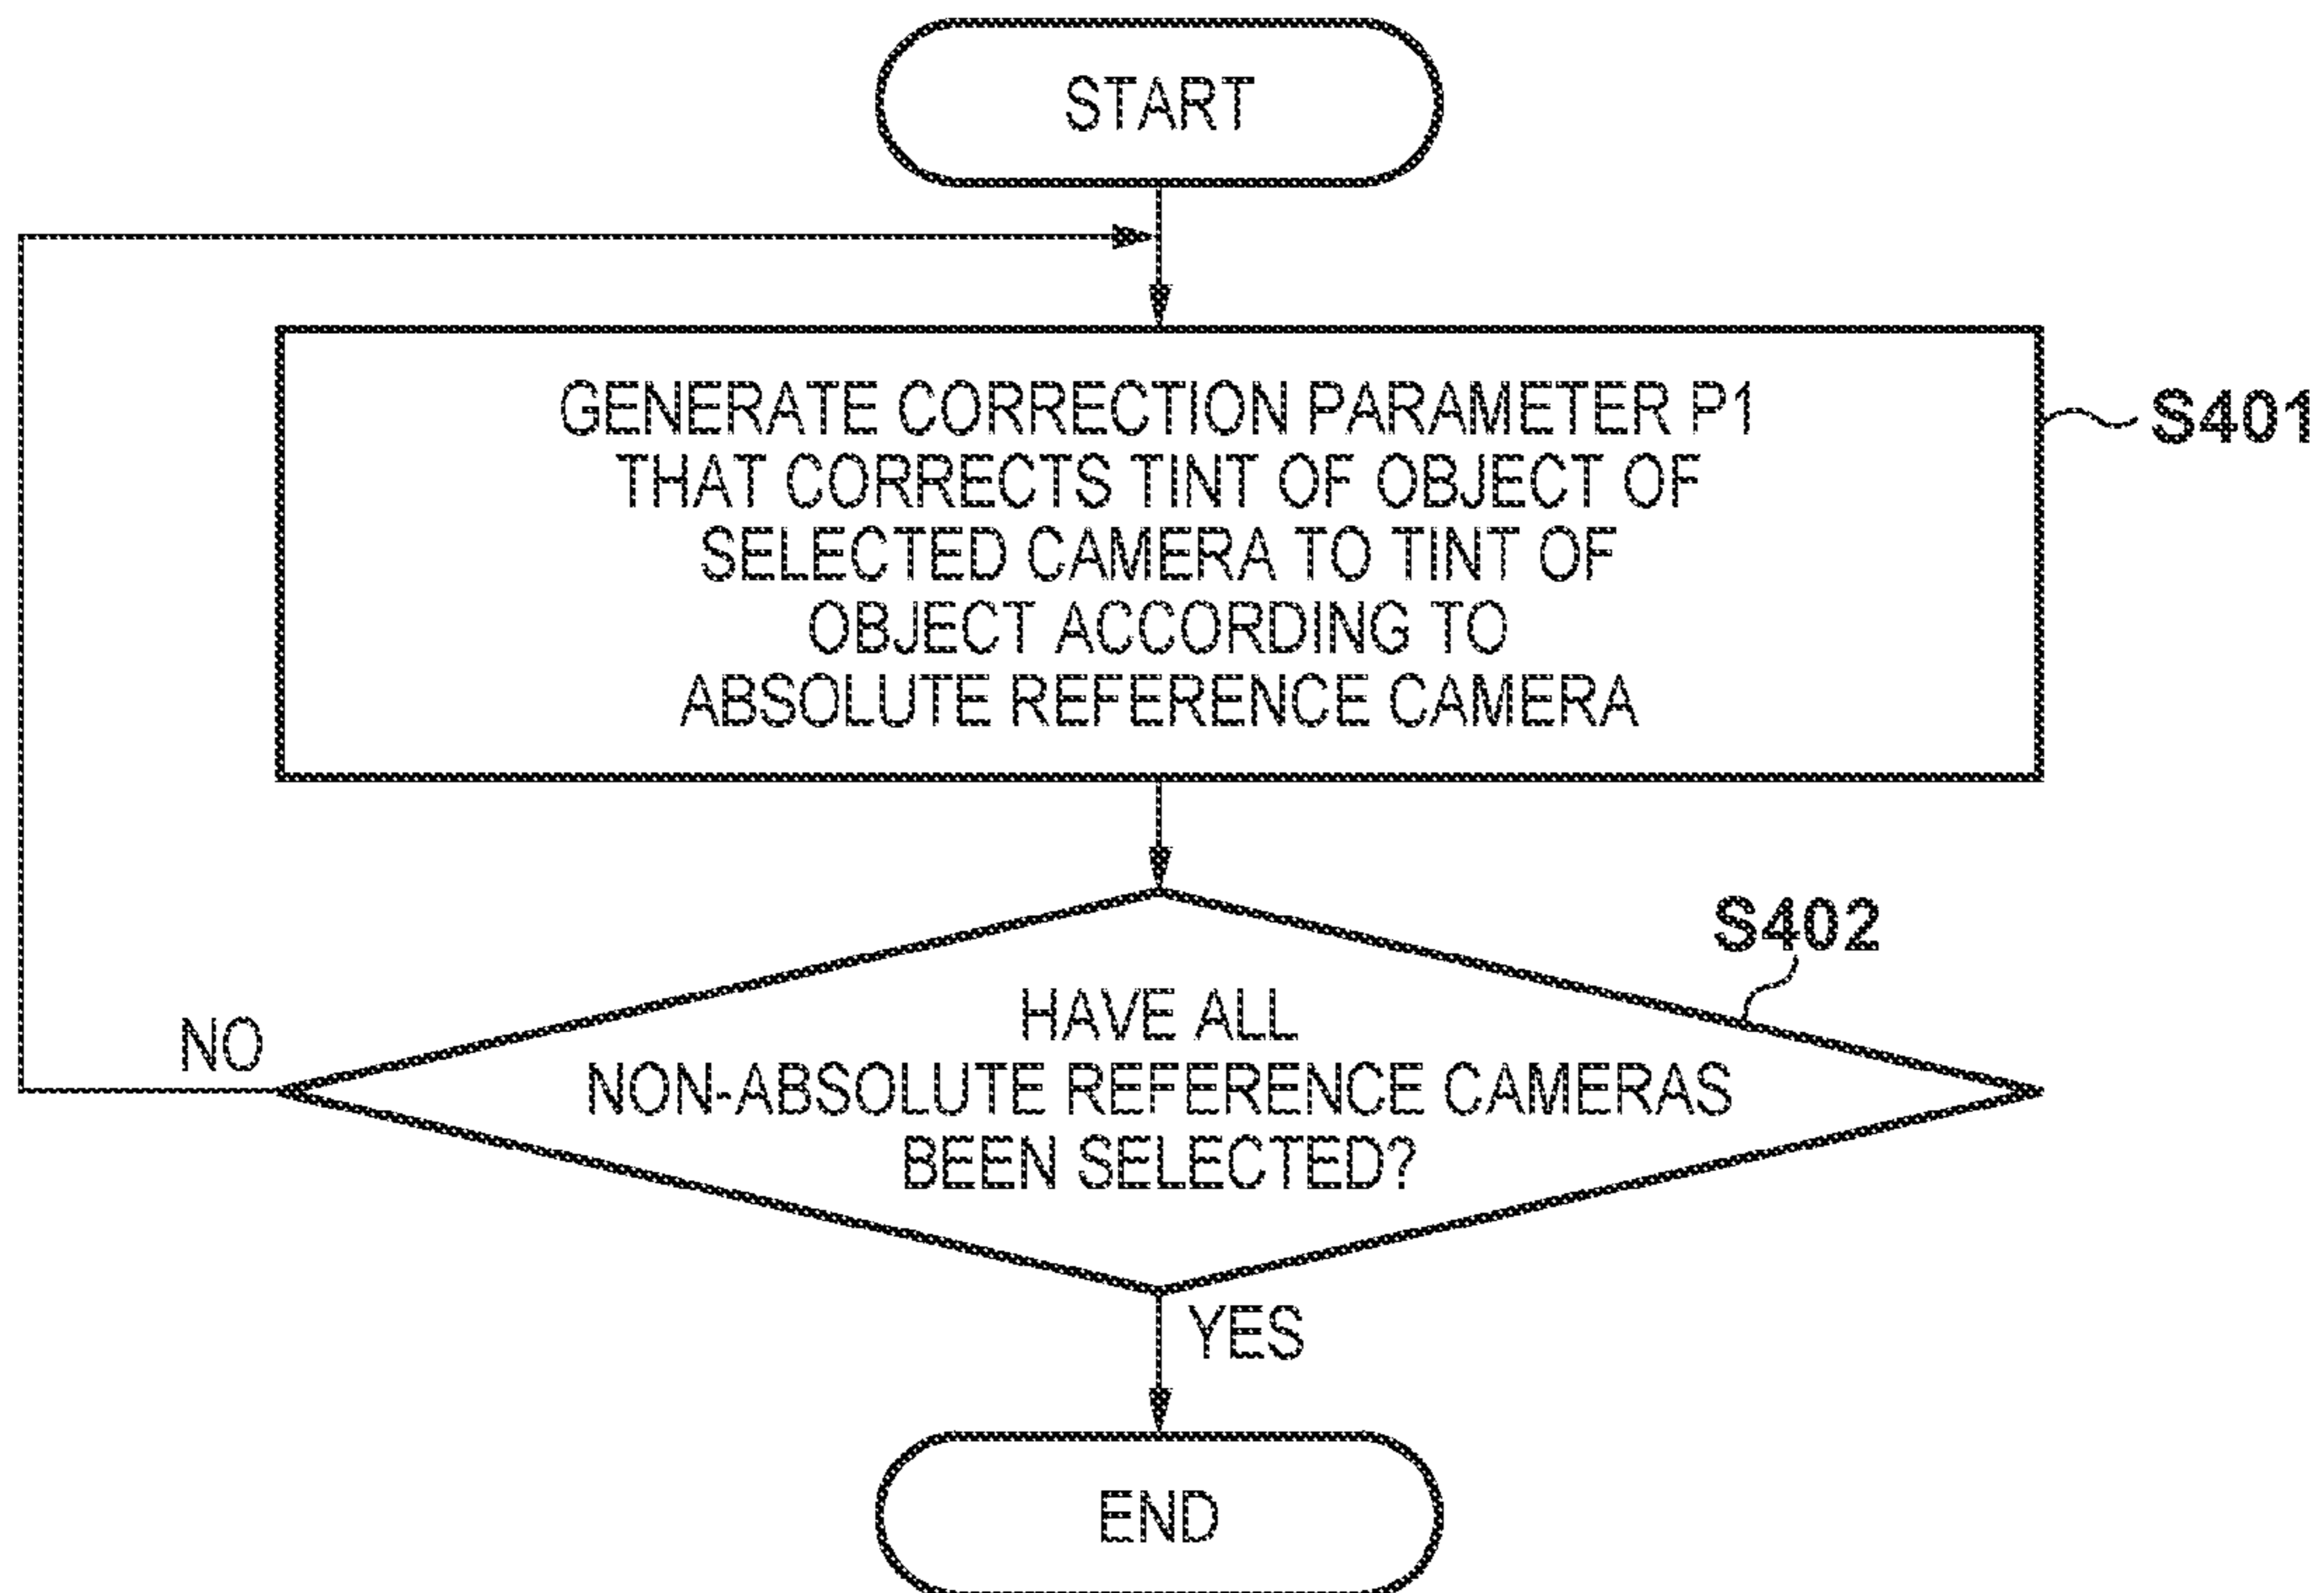 START
GENERATE CORRECTION PARAMETER P1
THAT CORRECTS TINT OF OBJECT OF
SELECTED CAMERA TO TINT OF
OBJECT ACCORDING TO
ABSOLUTE REFERENCE CAMERA
S401
S402
HAVE ALL
NON-ABSOLUTE REFERENCE CAMERAS
BEEN SELECTED?
NO
YES
END